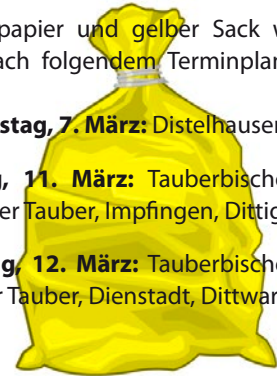 papier und gelber Sack w
ach folgendem Terminplan
stag, 7. März: Distelhausen
g, 11. März: Tauberbische
er Tauber, Impfingen, Dittig
g, 12. März: Tauberbische
r Tauber, Dienstadt, Dittwar